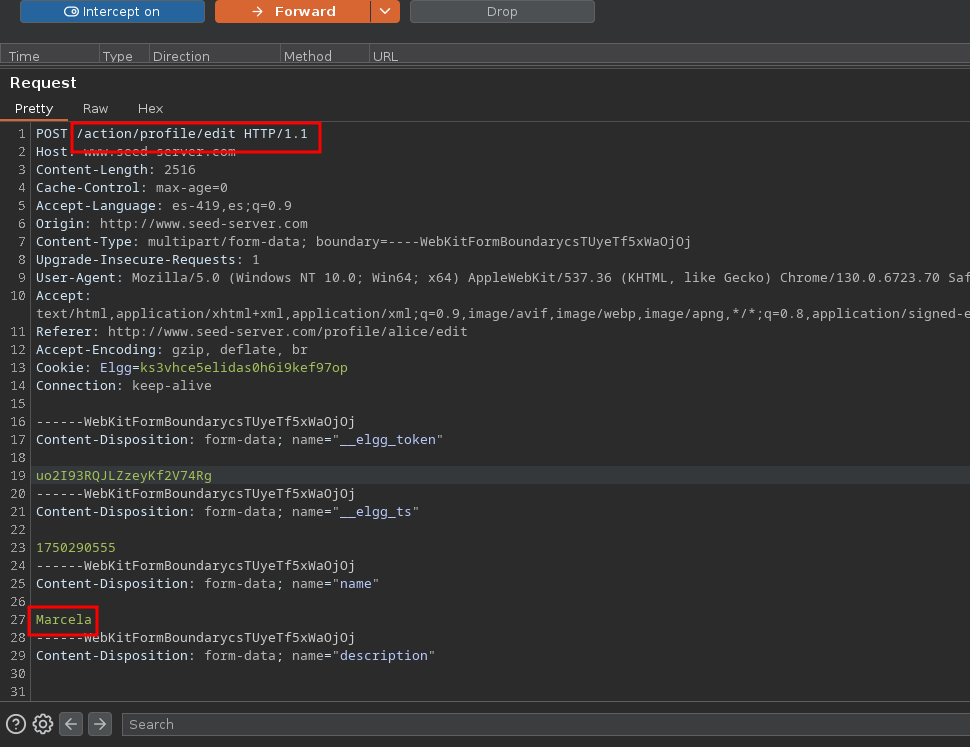 Intercept on
Forward
Drop
Time Type Direction Method URL
Request
Pretty Raw Hex
1 POST /action/profile/edit HTTP/1.1
2 Host: www.seed-server.com
3 Content-Length: 2516
4 Cache-Control: max-age=0
5 Accept-Language: es-419,es;q=0.9
6 Origin: http://www.seed-server.com
7 Content-Type: multipart/form-data; boundary=----WebKitFormBoundarycsTUyeTf5xWaOjOj
8 Upgrade-Insecure-Requests: 1
9 User-Agent: Mozilla/5.0 (Windows NT 10.0; Win64; x64) AppleWebKit/537.36 (KHTML, like Gecko) Chrome/130.0.6723.70 Saf
10 Accept:
text/html,application/xhtml+xml,application/xml;q=0.9,image/avif,image/webp,image/apng,*/*;q=0.8,application/signed-e
11 Referer: http://www.seed-server.com/profile/alice/edit
12 Accept-Encoding: gzip, deflate, br
13 Cookie: Elgg=ks3vhce5elidas0h6i9kef97op
14 Connection: keep-alive
15
16 ------WebKitFormBoundarycsTUyeTf5xWaOjOj
17 Content-Disposition: form-data; name="__elgg_token"
18
19 uo2I93RQJLZzeyKf2V74Rg
20 ------WebKitFormBoundarycsTUyeTf5xWaOjOj
21 Content-Disposition: form-data; name="__elgg_ts"
22
23 1750290555
24 ------WebKitFormBoundarycsTUyeTf5xWaOjOj
25 Content-Disposition: form-data; name="name"
26
27 Marcela
28 ------WebKitFormBoundarycsTUyeTf5xWaOjOj
29 Content-Disposition: form-data; name="description"
30
31
Search